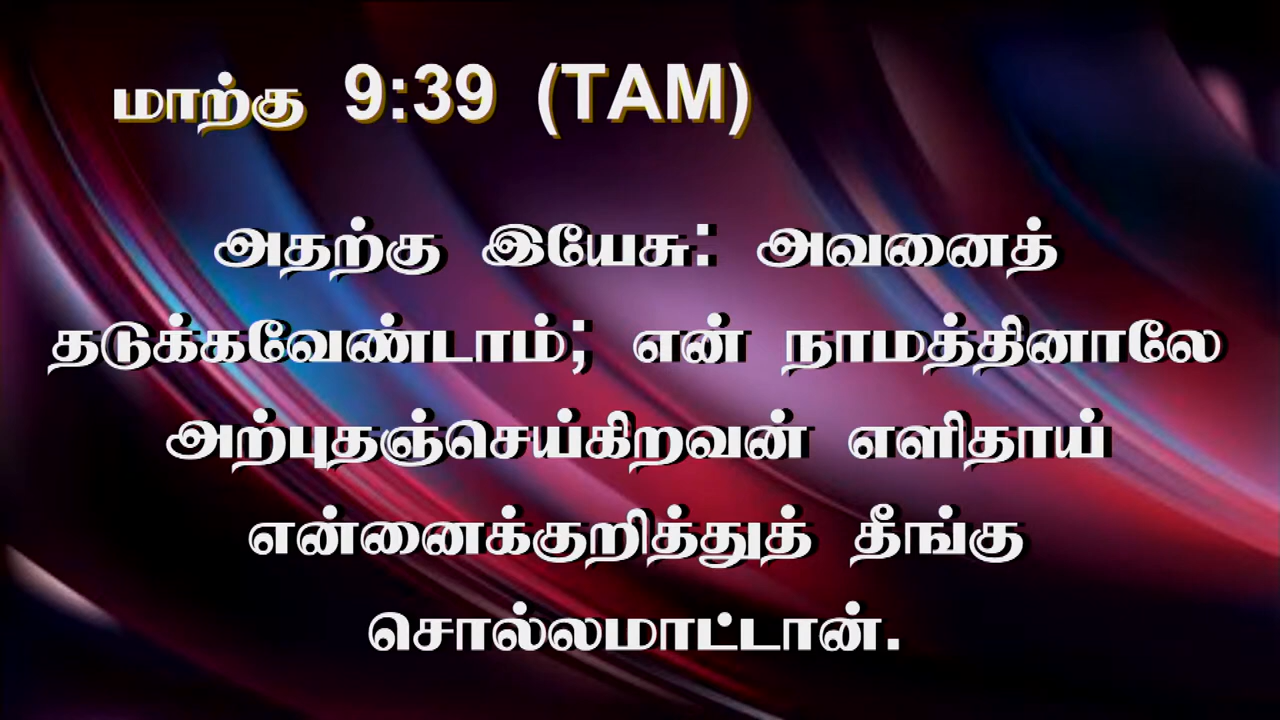 மாற்கு 9:39 (TAM)
அதற்கு இயேசு: அவனைத்
தடுக்கவேண்டாம்; என் நாமத்தினாலே
அற்புதஞ்செய்கிறவன் எளிதாய்
என்னைக்குறித்துத் தீங்கு
சொல்லமாட்டான்.